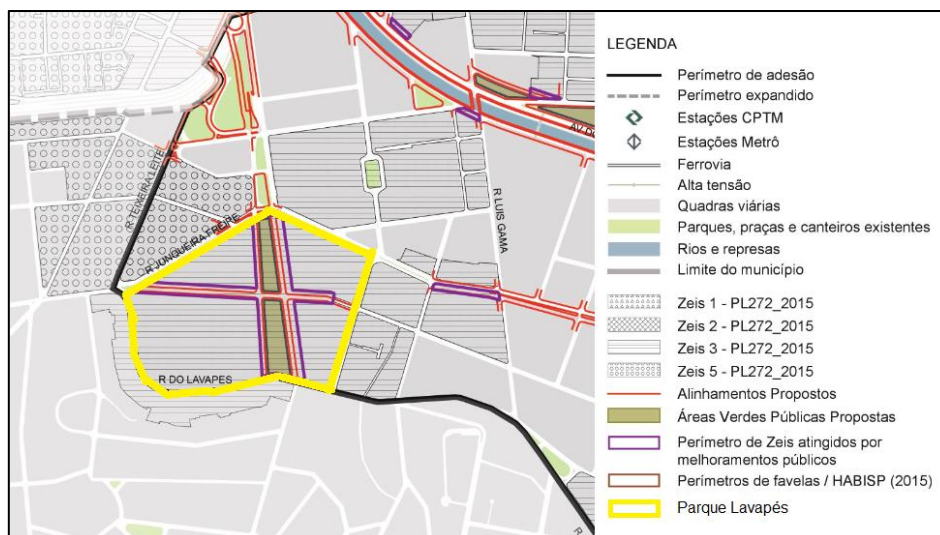 R TEIXEIRA LEITE
R JUNQUEIRA FREIRE
R LUIS GAMA
AV DO
R DO LAVAPES
R.
LEGENDA
Perímetro de adesão
Perímetro expandido
Estações CPTM
Estações Metrô
Ferrovia
Alta tensão
Quadras viárias
Parques, praças e canteiros existentes
Rios e represas
Limite do município
Zeis 1 - PL272_2015
Zeis 2 - PL272_2015
Zeis 3 - PL272_2015
Zeis 5 - PL272_2015
Alinhamentos Propostos
Áreas Verdes Públicas Propostas
Perímetro de Zeis atingidos por
melhoramentos públicos
Perímetros de favelas / HABISP (2015)
Parque Lavapés